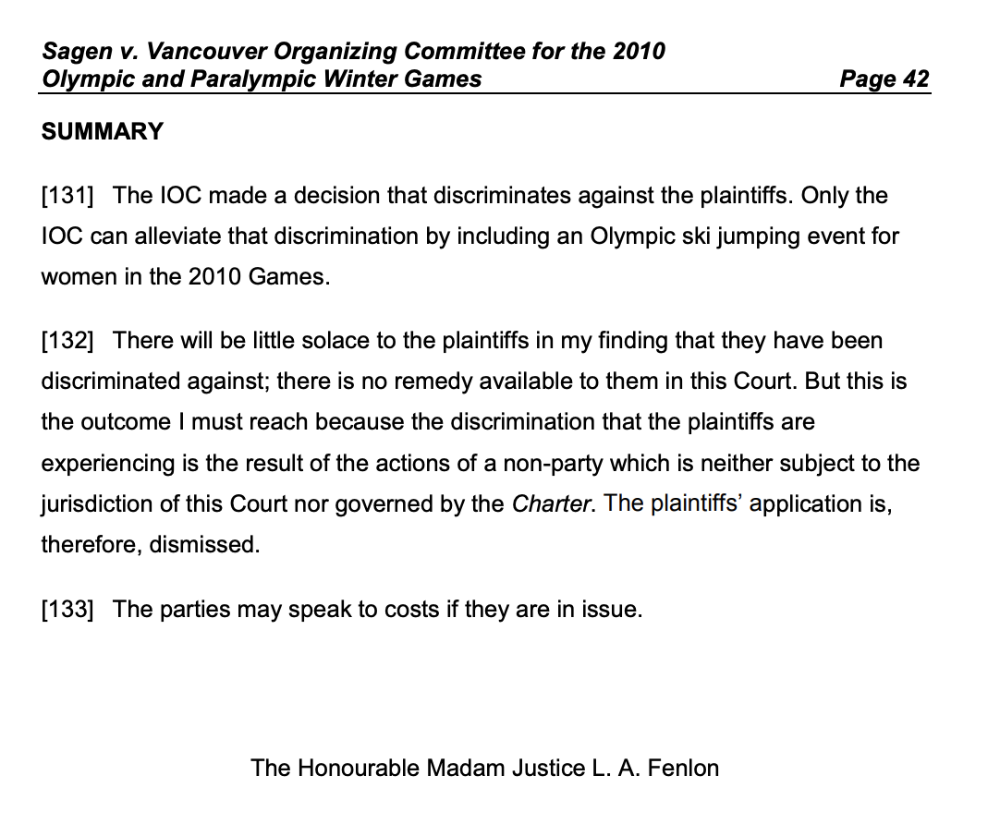 Sagen v. Vancouver Organizing Committee for the 2010
Olympic and Paralympic Winter Games Page 42
SUMMARY
[131] The IOC made a decision that discriminates against the plaintiffs. Only the
IOC can alleviate that discrimination by including an Olympic ski jumping event for
women in the 2010 Games.
[132] There will be little solace to the plaintiffs in my finding that they have been
discriminated against; there is no remedy available to them in this Court. But this is
the outcome I must reach because the discrimination that the plaintiffs are
experiencing is the result of the actions of a non-party which is neither subject to the
jurisdiction of this Court nor governed by the Charter. The plaintiffs’ application is,
therefore, dismissed.
[133] The parties may speak to costs if they are in issue.
The Honourable Madam Justice L. A. Fenlon